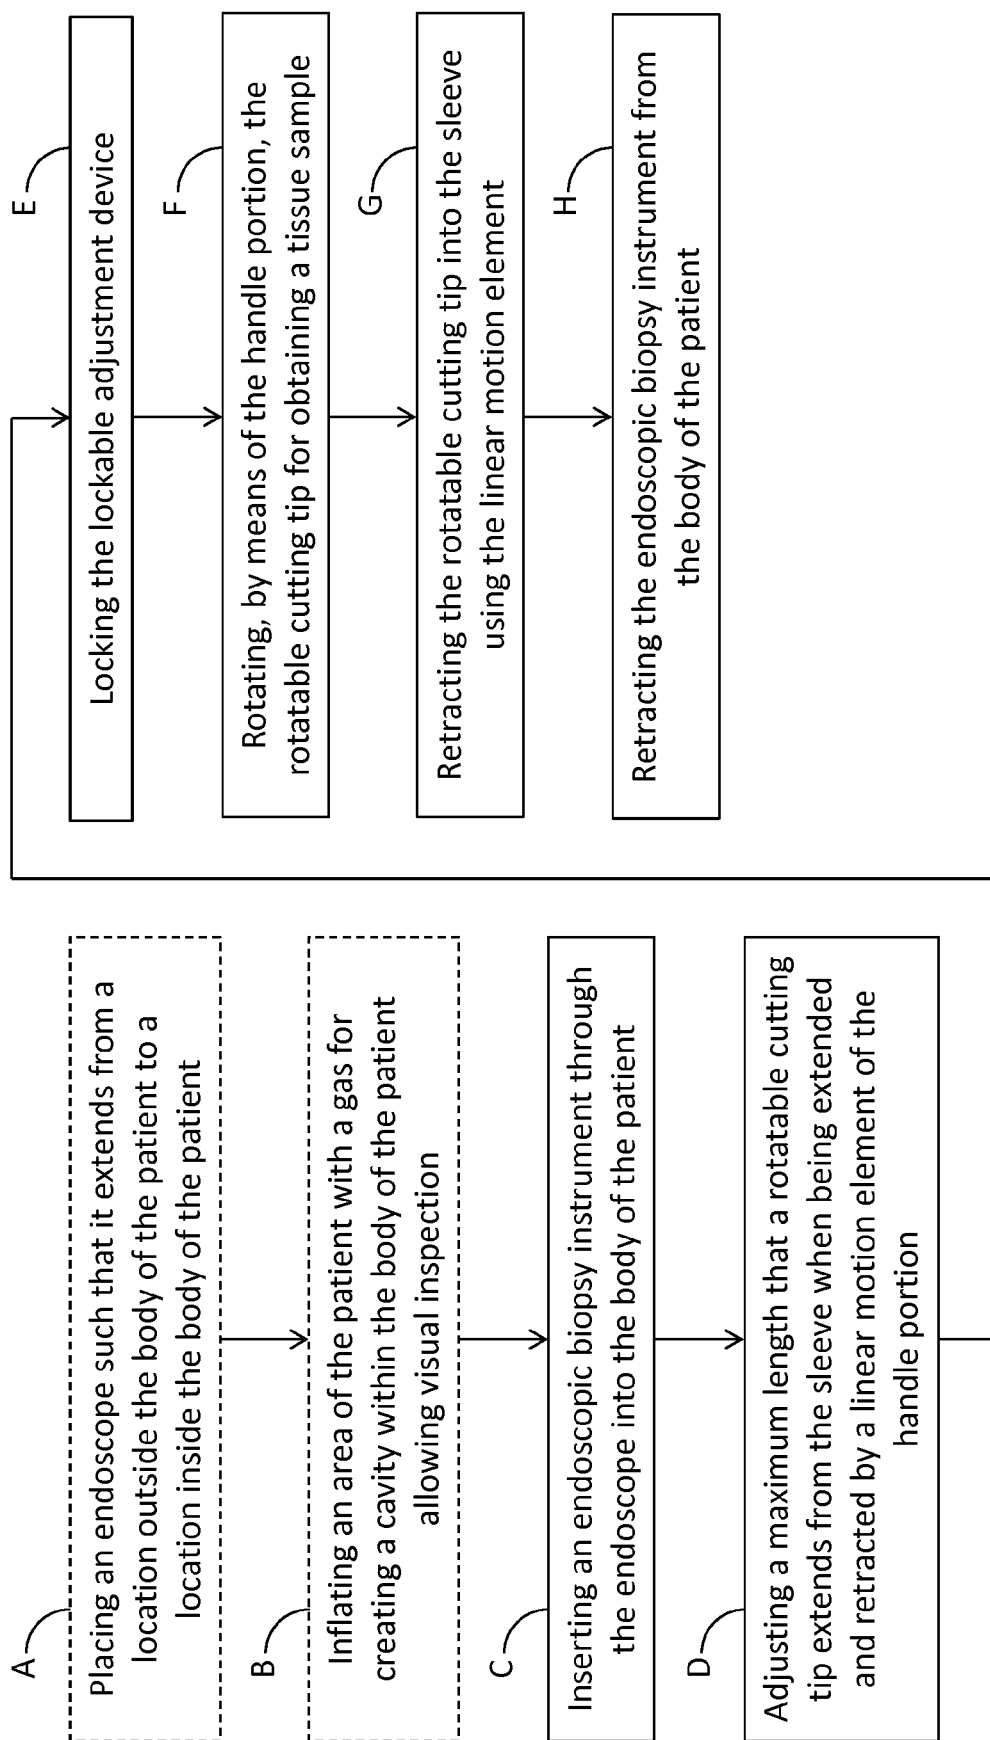 A
Placing an endoscope such that it extends from a
location outside the body of the patient to a
location inside the body of the patient
B
Inflating an area of the patient with a gas for
creating a cavity within the body of the patient
allowing visual inspection
C
Inserting an endoscopic biopsy instrument through
the endoscope into the body of the patient
D
Adjusting a maximum length that a rotatable cutting
tip extends from the sleeve when being extended
and retracted by a linear motion element of the
handle portion
E
Locking the lockable adjustment device
F
Rotating, by means of the handle portion, the
rotatable cutting tip for obtaining a tissue sample
G
Retracting the rotatable cutting tip into the sleeve
using the linear motion element
H
Retracting the endoscopic biopsy instrument from
the body of the patient